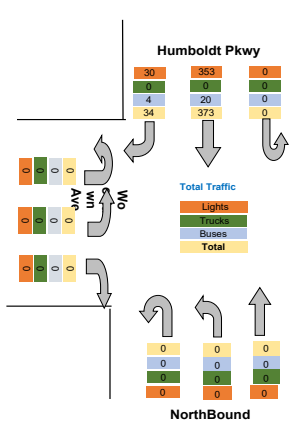 Humboldt Pkwy
30 353 0
0 0 0
4 20 0
34 373 0
0 0 0 0
Wo
wn
Ave
0 0 0 0
0 0 0 0
Total Traffic
Lights
Trucks
Buses
Total
0 0 0
0 0 0
0 0 0
0 0 0
NorthBound